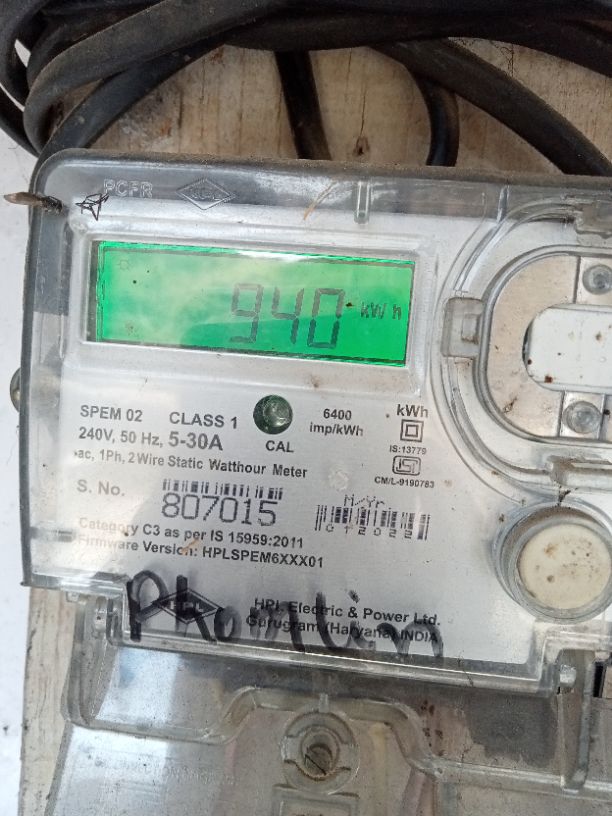 PCFR HPL
940 kWh
SPEM 02 CLASS 1 6400 imp/kWh kWh
240V, 50 Hz, 5-30A CAL IS:13779
ac, 1Ph, 2 Wire Static Watthour Meter CM/L-9190783
S. No. 807015 M/Yr 012022
Category C3 as per IS 15959:2011
Firmware Version: HPLSPEM6XXX01
HPL Electric & Power Ltd.
Gurugram (Haryana) INDIA